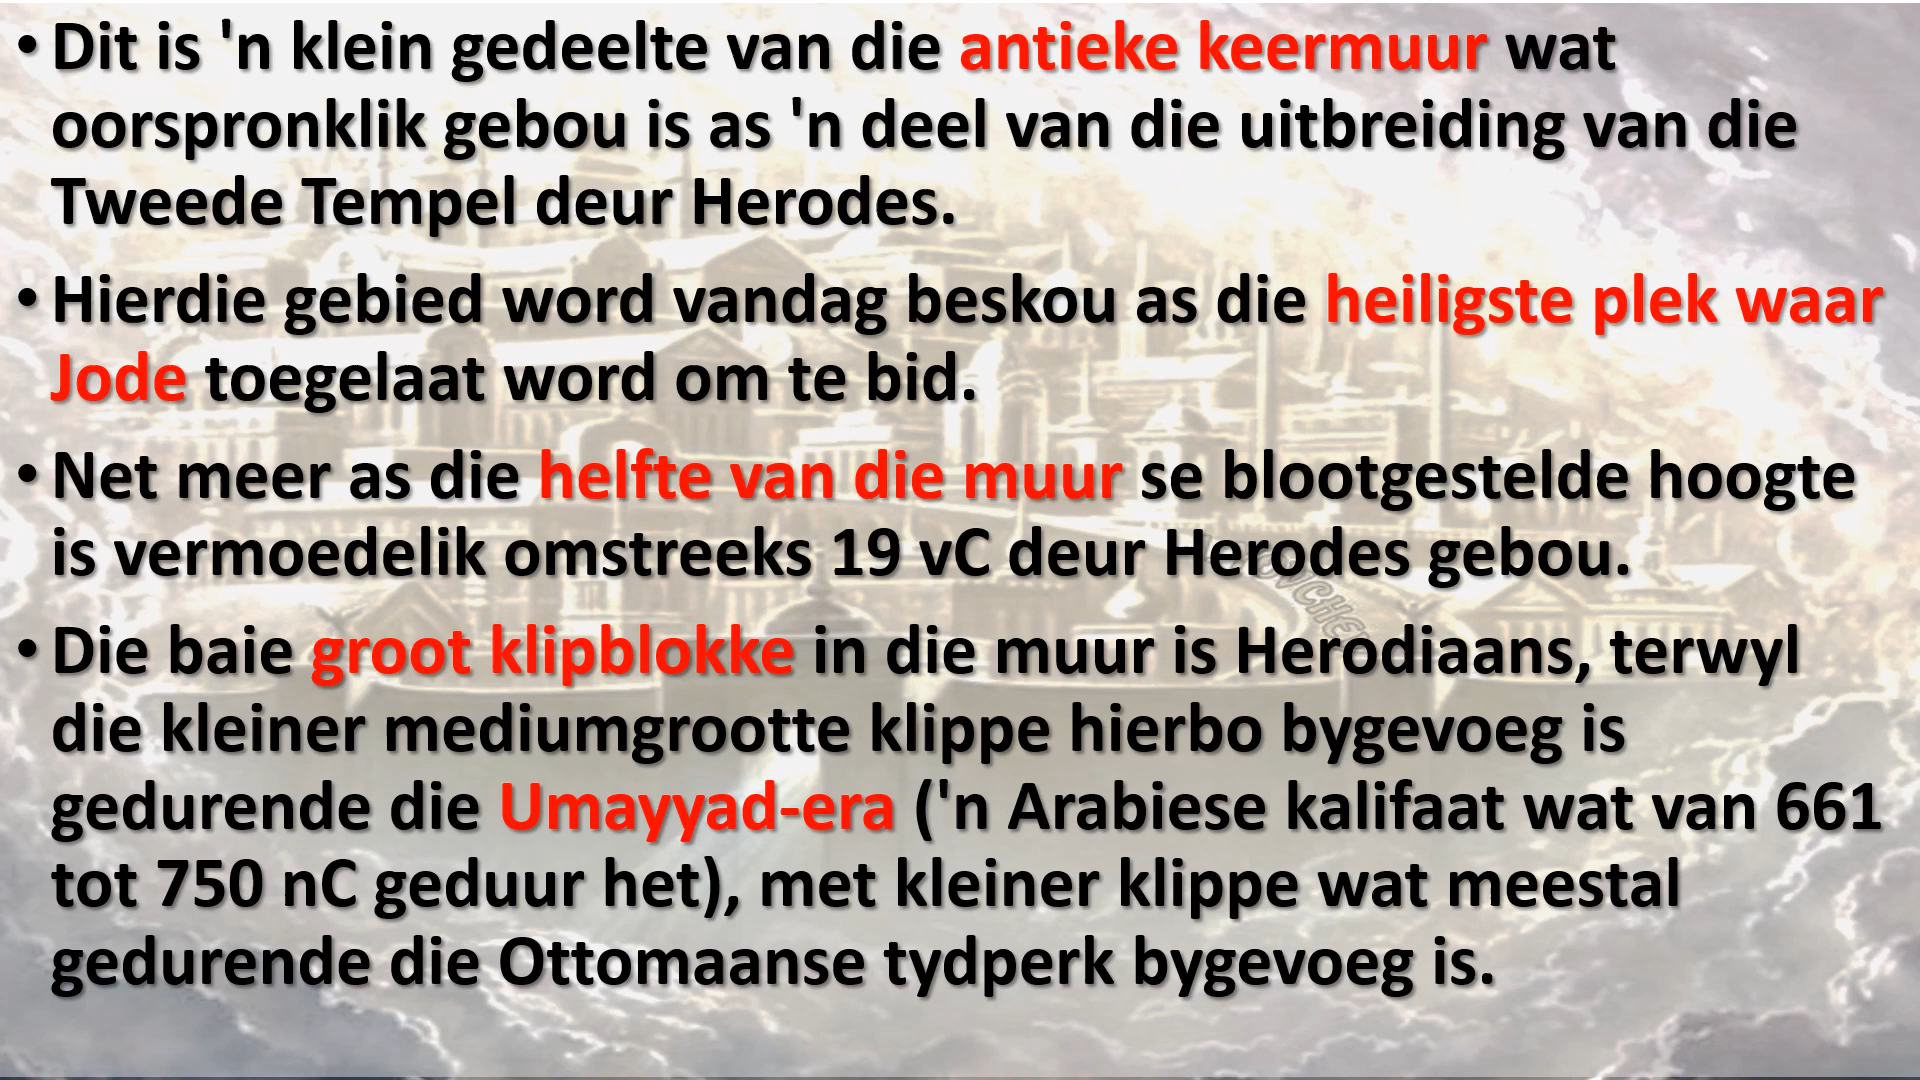 • Dit is 'n klein gedeelte van die antieke keermuur wat
oorspronklik gebou is as 'n deel van die uitbreiding van die
Tweede Tempel deur Herodes.
• Hierdie gebied word vandag beskou as die heiligste plek waar
Jode toegelaat word om te bid.
• Net meer as die helfte van die muur se blootgestelde hoogte
is vermoedelik omstreeks 19 vC deur Herodes gebou.
• Die baie groot klipblokke in die muur is Herodiaans, terwyl
die kleiner mediumgrootte klippe hierbo bygevoeg is
gedurende die Umayyad-era ('n Arabiese kalifaat wat van 661
tot 750 nC geduur het), met kleiner klippe wat meestal
gedurende die Ottomaanse tydperk bygevoeg is.